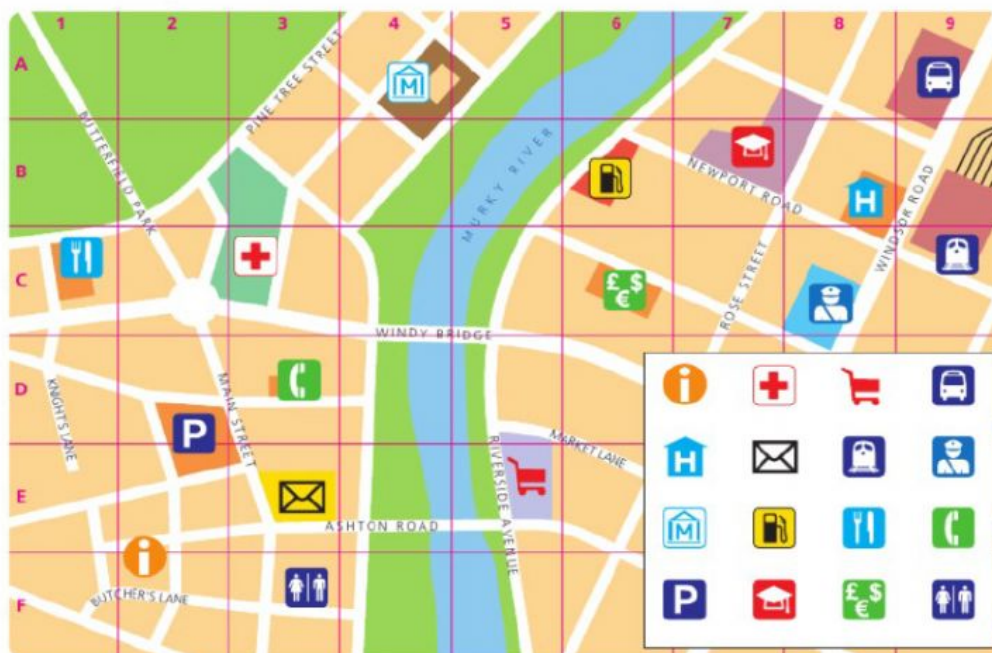 1 2 3 4 5 6 7 8 9
A
PINE TREE STREET
M
BUTTERFIELD PARK
B
MURKY RIVER
NEWPORT ROAD
H
WINDSOR ROAD
C
£ $
€
ROSE STREET
WINDY BRIDGE
D
KNIGHTS LANE
P
MAIN STREET
i
RIVERSIDE AVENUE
MARKET LANE
H
E
ASHTON ROAD
M
i
BUTCHER'S LANE
F
P
£ $
€